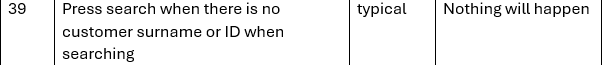 39 Press search when there is no typical Nothing will happen
customer surname or ID when
searching